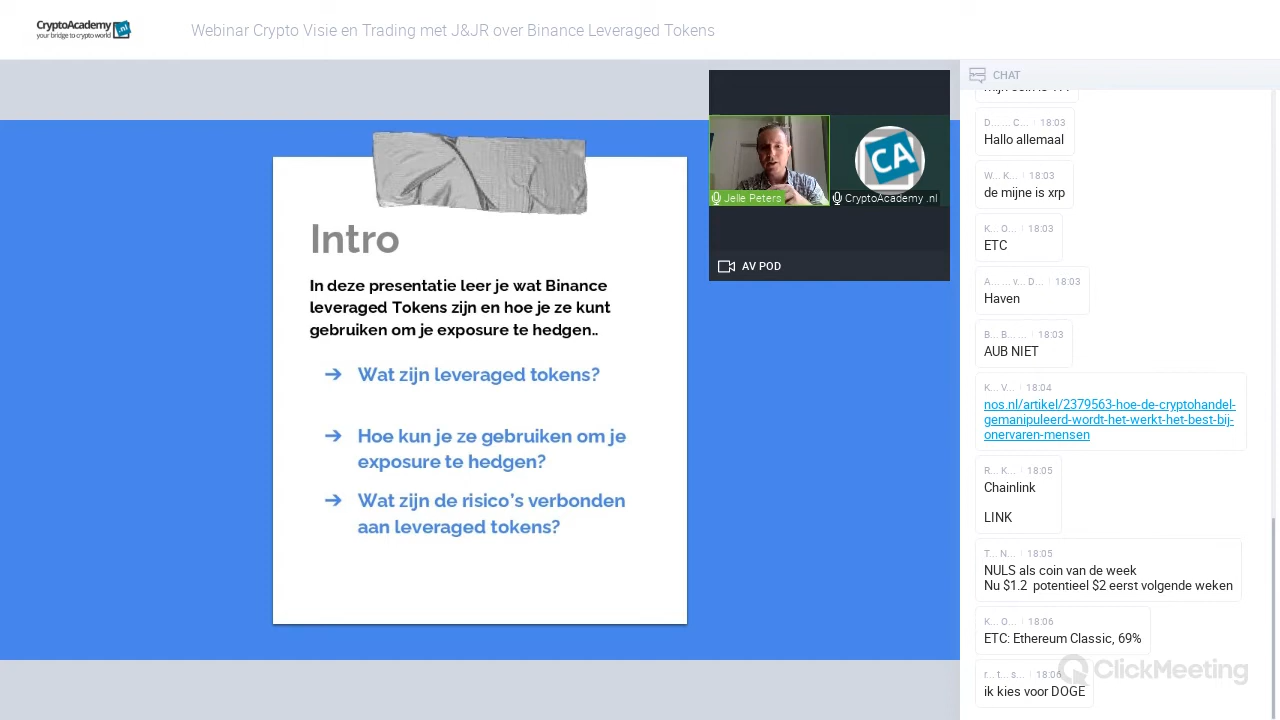 CryptoAcademy .nl
your bridge to crypto world
Webinar Crypto Visie en Trading met J&JR over Binance Leveraged Tokens
Intro
In deze presentatie leer je wat Binance
leveraged Tokens zijn en hoe je ze kunt
gebruiken om je exposure te hedgen..
➔ Wat zijn leveraged tokens?
➔ Hoe kun je ze gebruiken om je
exposure te hedgen?
➔ Wat zijn de risico's verbonden
aan leveraged tokens?
CA
Jelle Peters
CryptoAcademy .nl
AV POD
CHAT
D... ... C... 18:03
Hallo allemaal
W... K... 18:03
de mijne is xrp
K... O... 18:03
ETC
A... ... v... D... 18:03
Haven
B... B... ... 18:03
AUB NIET
K... V... 18:04
nos.nl/artikel/2379563-hoe-de-cryptohandel-
gemanipuleerd-wordt-het-werkt-het-best-bij-
onervaren-mensen
R... K... 18:05
Chainlink
LINK
T... N... 18:05
NULS als coin van de week
Nu $1.2 potentieel $2 eerst volgende weken
K... O... 18:06
ETC: Ethereum Classic, 69%
r... t... s... 18:06
ik kies voor DOGE
ClickMeeting